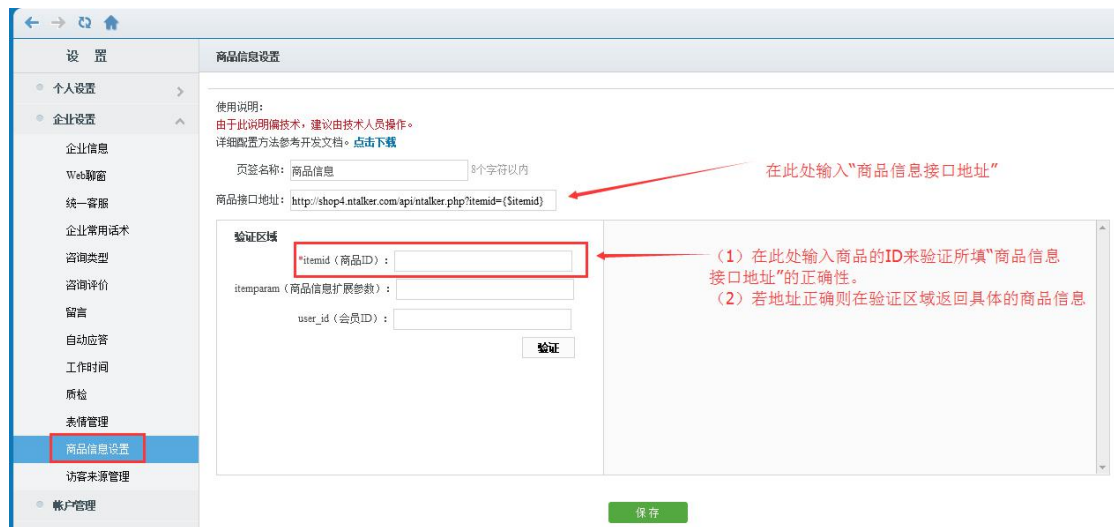 设 置
商品信息设置
个人设置
企业设置
企业信息
Web聊窗
统一客服
企业常用话术
咨询类型
咨询评价
留言
自动应答
工作时间
质检
表情管理
商品信息设置
访客来源管理
帐户管理
使用说明：
由于此说明偏技术，建议由技术人员操作。
详细配置方法参考开发文档。点击下载
页签名称： 商品信息 8个字符以内
商品接口地址： http://shop4.ntalker.com/api/ntalker.php?itemid={$itemid}
在此处输入“商品信息接口地址”
验证区域
*itemid（商品ID）：
itemparam（商品信息扩展参数）：
user_id（会员ID）：
验证
（1）在此处输入商品的ID来验证所填“商品信息
接口地址”的正确性。
（2）若地址正确则在验证区域返回具体的商品信息
保存